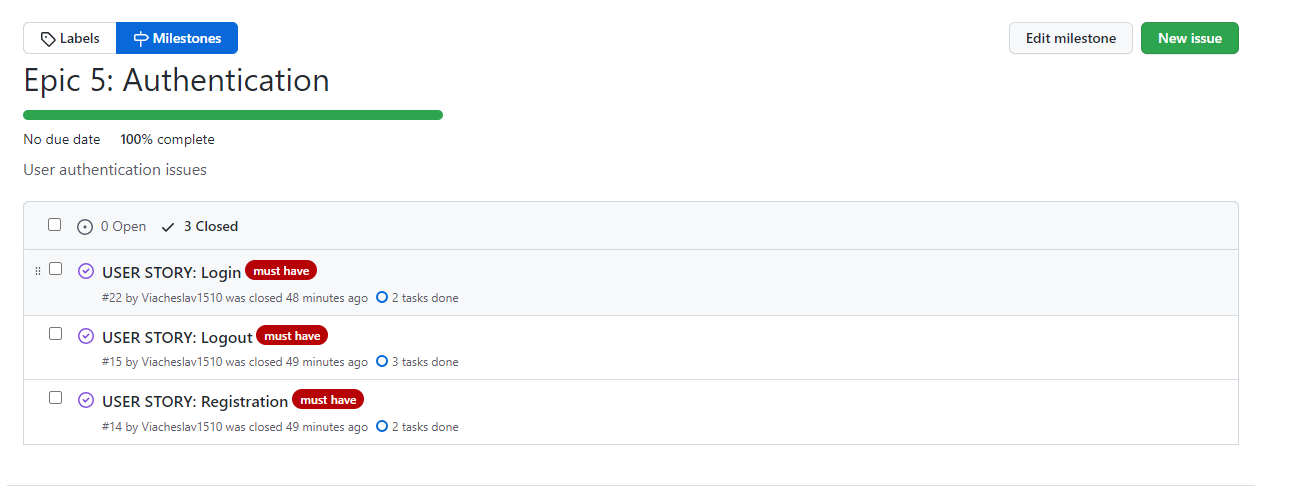 Labels Milestones Edit milestone New issue
Epic 5: Authentication
No due date 100% complete
User authentication issues
0 Open 3 Closed
USER STORY: Login must have
#22 by Viacheslav1510 was closed 48 minutes ago 2 tasks done
USER STORY: Logout must have
#15 by Viacheslav1510 was closed 49 minutes ago 3 tasks done
USER STORY: Registration must have
#14 by Viacheslav1510 was closed 49 minutes ago 2 tasks done